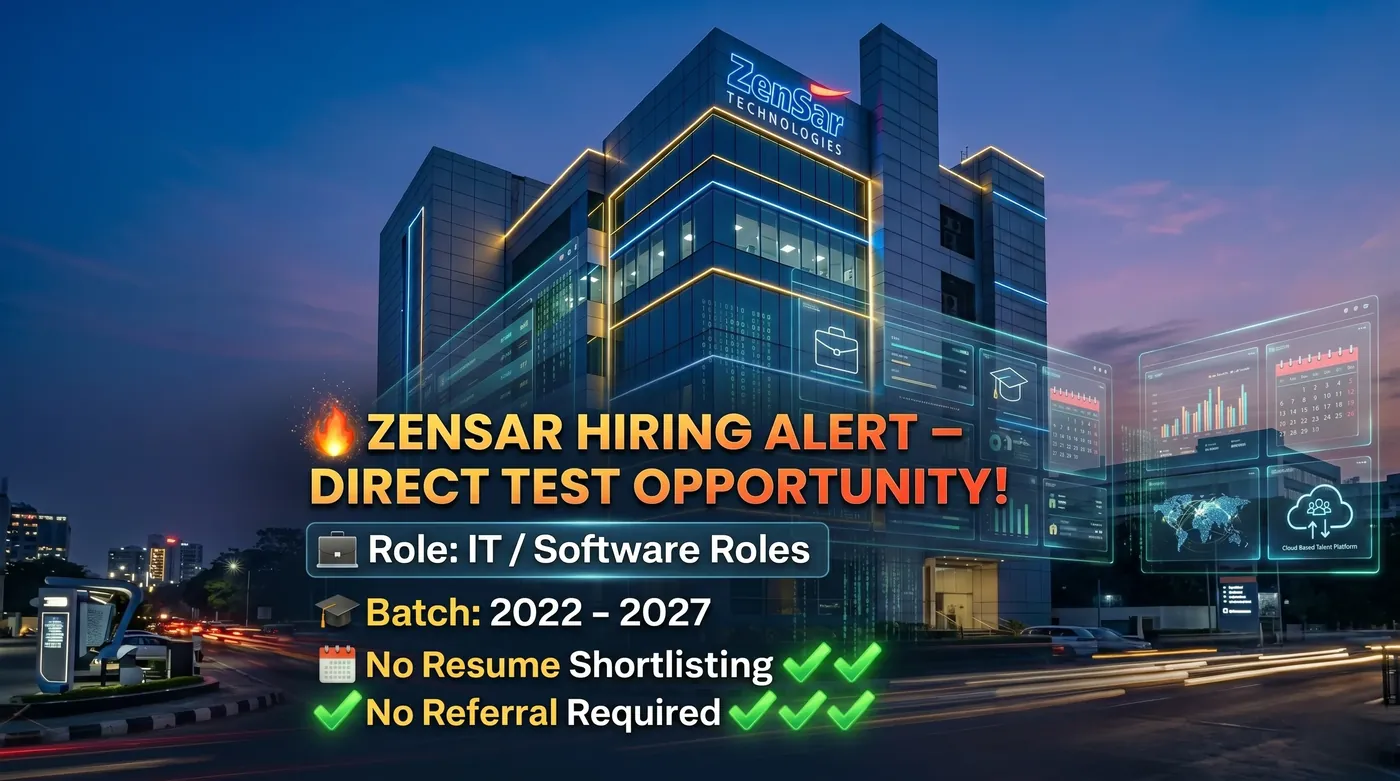 ZenSar
TECHNOLOGIES
🔥 ZENSAR HIRING ALERT –
DIRECT TEST OPPORTUNITY!
💼 Role: IT / Software Roles
🎓 Batch: 2022 – 2027
📅 No Resume Shortlisting ✔✔
✔ No Referral Required ✔✔✔
Cloud Based Talent Platform